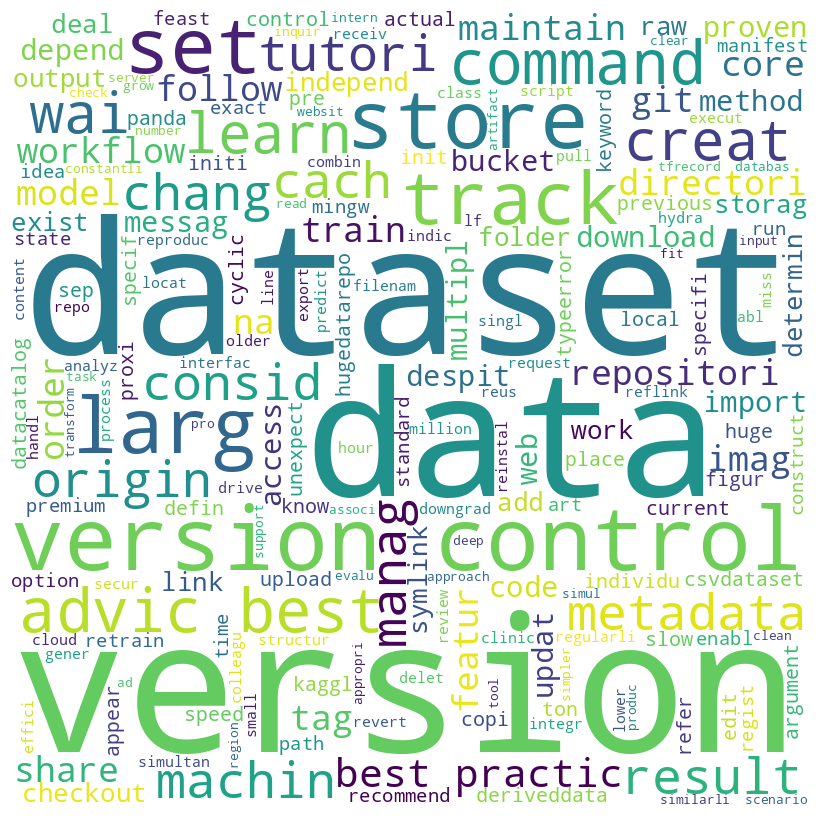 feast
control
intern
actual
deal
inquir
receiv
set
tutori
command
maintain
raw
proven
clear
manifest
depend
output
server
grow
check
number
follow
independ
pre
websit
class
script
core
wai
panda
exact
learn
store
artifact
keyword
git
method
execut
creat
workflow
initi
combin
init
bucket
pull
tfrecord
databas
idea
constantli
model
chang
cach
read
track
directori
previous
storag
hydra
exist
messag
mingw
train
indic
lf
folder
download
run
input
state
reproduc
specif
cyclic
fit
content
dataset
sep
repo
locat
line
export
predict
filenam
hugedatarepo
singl
multipl
typeerror
local
specifi
abl
miss
determin
na
analyz
interfac
older
request
datacatalog
order
task
proxi
consid
despit
reus
reflink
repositori
import
handl
transform
process
larg
pro
access
unexpect
hour
million
standard
data
reinstal
web
work
place
huge
imag
construct
origin
figur
premium
defin
drive
know
associ
downgrad
add
art
current
version control
support
manag
deep
option
secur
link
upload
evalu
symlink
approach
code
simul
individu
csvdataset
advic
best
metadata
cloud
retrain
time
structur
review
featur
clinic
regularli
updat
slow
enabl
clean
gener
colleagu
appropri
tool
simpler
version
effici
appear
ad
speed
tag
region
small
kaggl
path
revert
delet
copi
ton
integr
lower
produc
refer
edit
regist
argument
share
checkout
simultan
machin
best practic
recommend
deriveddata
result
similarli
scenario